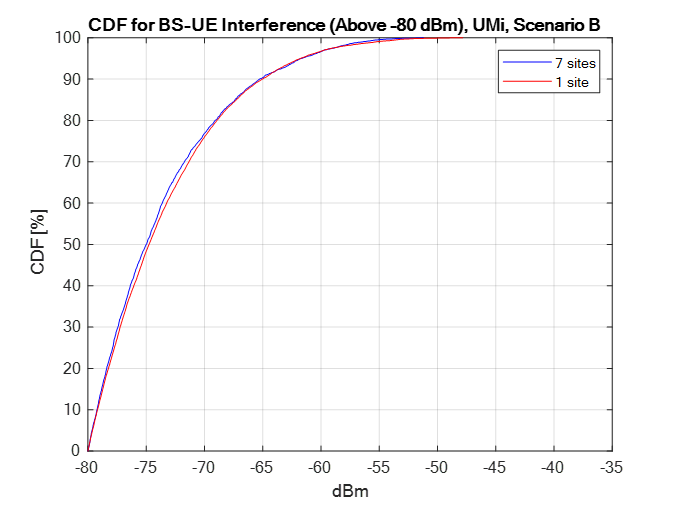 CDF for BS-UE Interference (Above -80 dBm), UMi, Scenario B
100
90
80
70
60
50
40
30
20
10
0
CDF [%]
7 sites
1 site
-80 -75 -70 -65 -60 -55 -50 -45 -40 -35
dBm